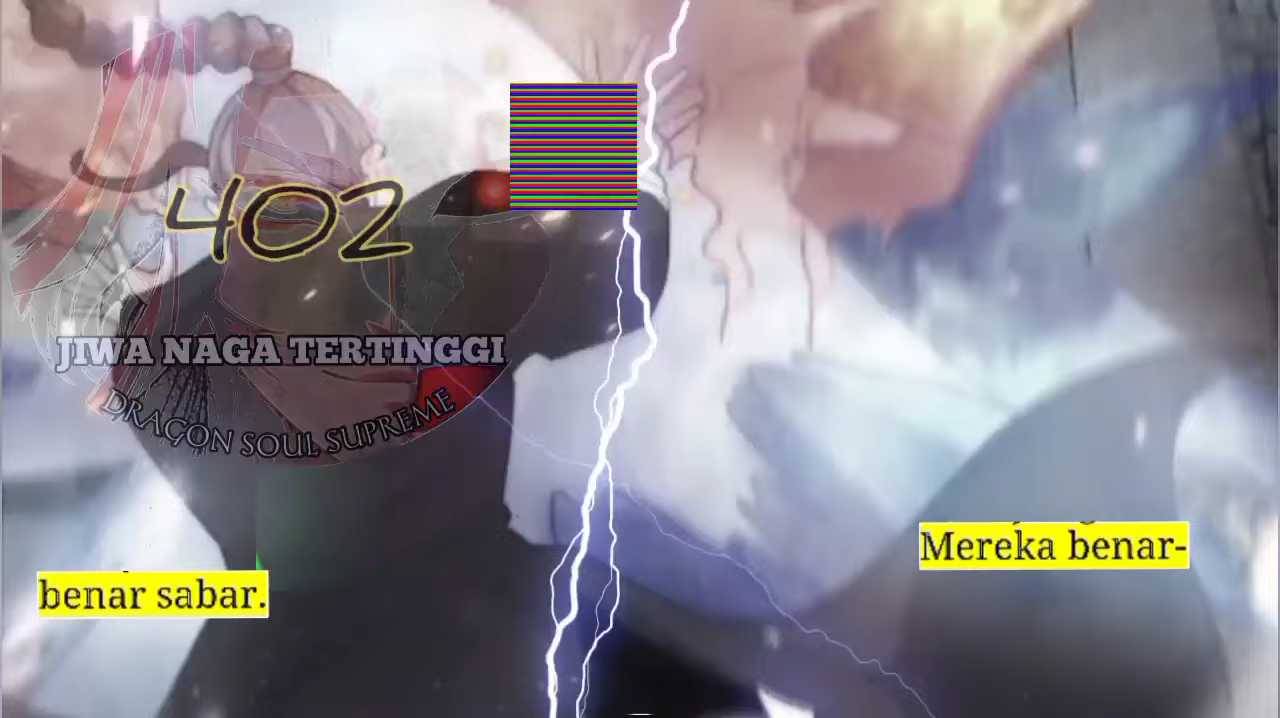 402
JIWA NAGA TERTINGGI
DRAGON SOUL SUPREME
Mereka benar-
benar sabar.